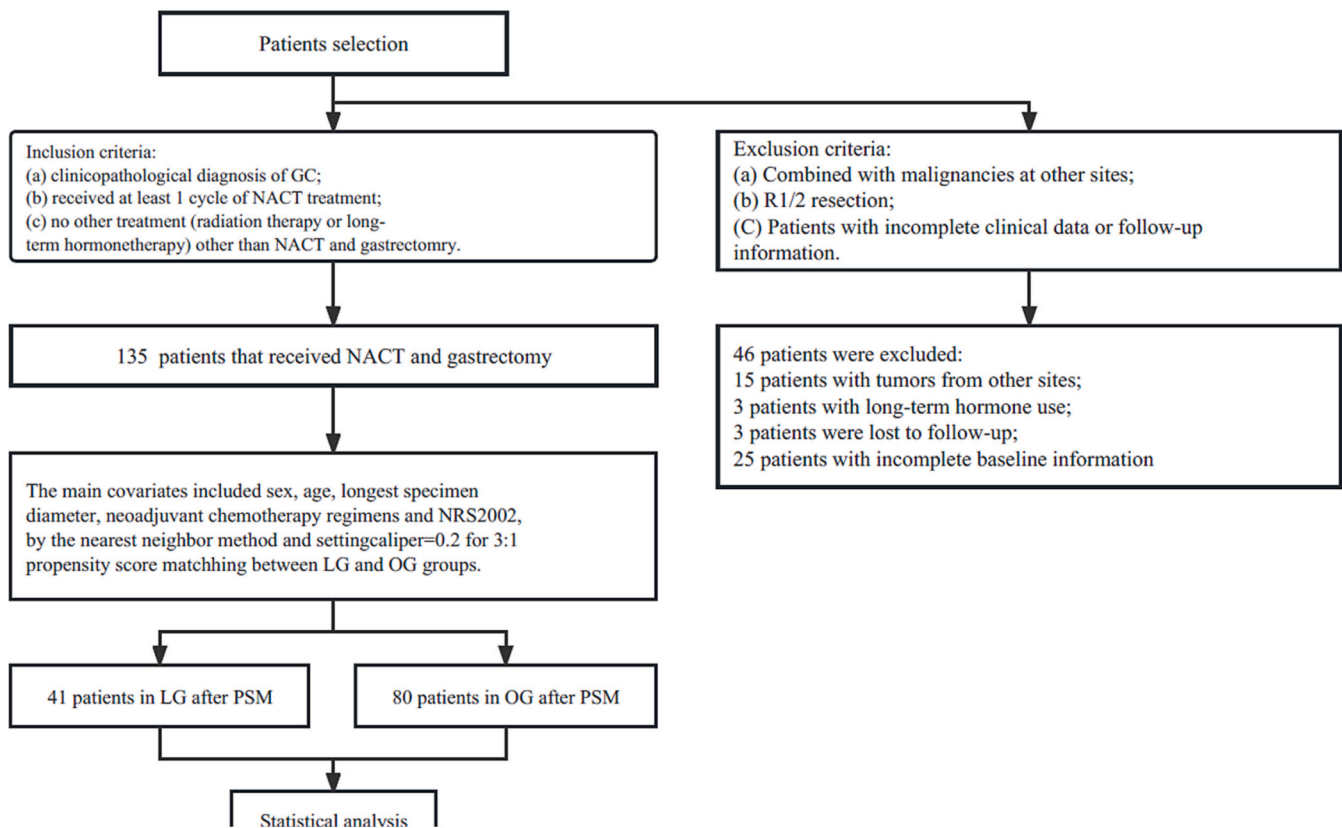 Patients selection
Inclusion criteria:
(a) clinicopathological diagnosis of GC;
(b) received at least 1 cycle of NACT treatment;
(c) no other treatment (radiation therapy or long-
term hormonetherapy) other than NACT and gastrectomry.
Exclusion criteria:
(a) Combined with malignancies at other sites;
(b) R1/2 resection;
(C) Patients with incomplete clinical data or follow-up
information.
135 patients that received NACT and gastrectomy
46 patients were excluded:
15 patients with tumors from other sites;
3 patients with long-term hormone use;
3 patients were lost to follow-up;
25 patients with incomplete baseline information
The main covariates included sex, age, longest specimen
diameter, neoadjuvant chemotherapy regimens and NRS2002,
by the nearest neighbor method and settingcaliper=0.2 for 3:1
propensity score matchhing between LG and OG groups.
41 patients in LG after PSM
80 patients in OG after PSM
Statistical analysis